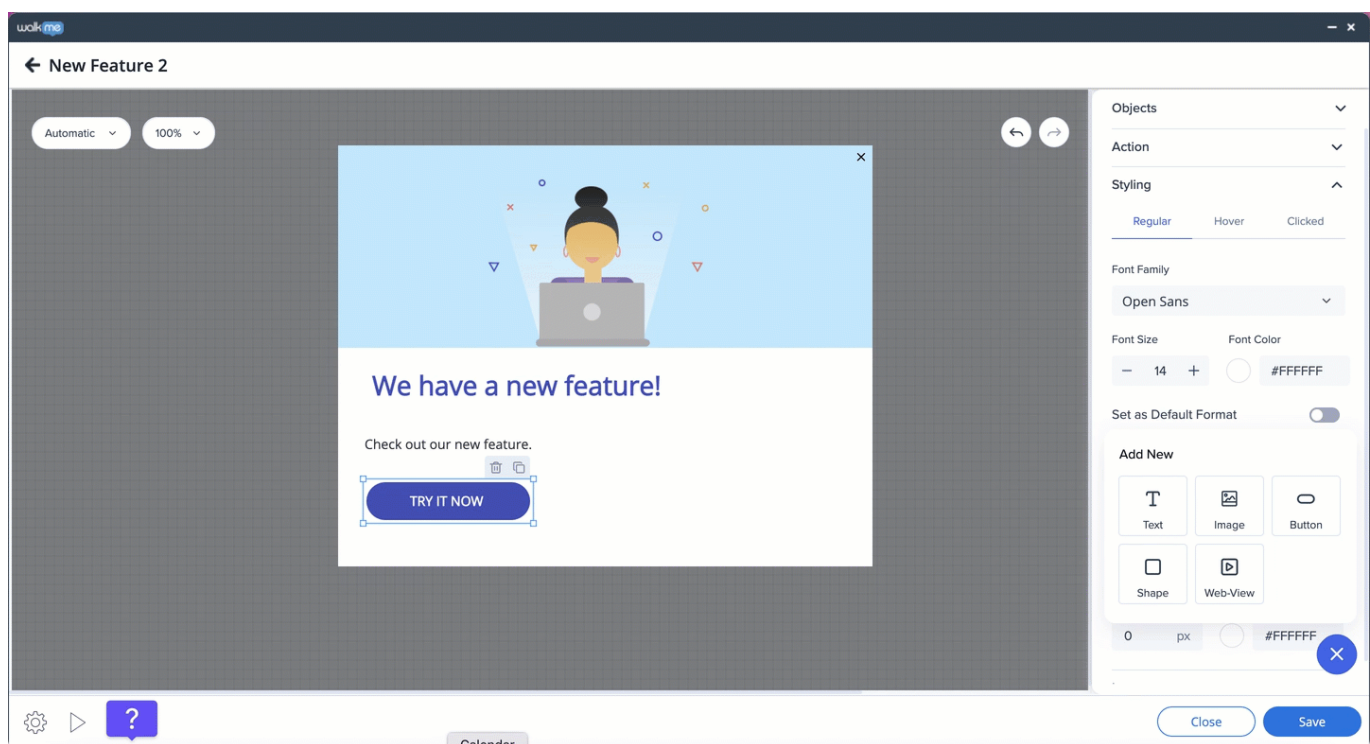 walkme
New Feature 2
Automatic
100%
We have a new feature!
Check out our new feature.
TRY IT NOW
Objects
Action
Styling
Regular Hover Clicked
Font Family
Open Sans
Font Size Font Color
14 #FFFFFF
Set as Default Format
Add New
Text Image Button
Shape Web-View
0 px #FFFFFF
?
Close Save
Calendar